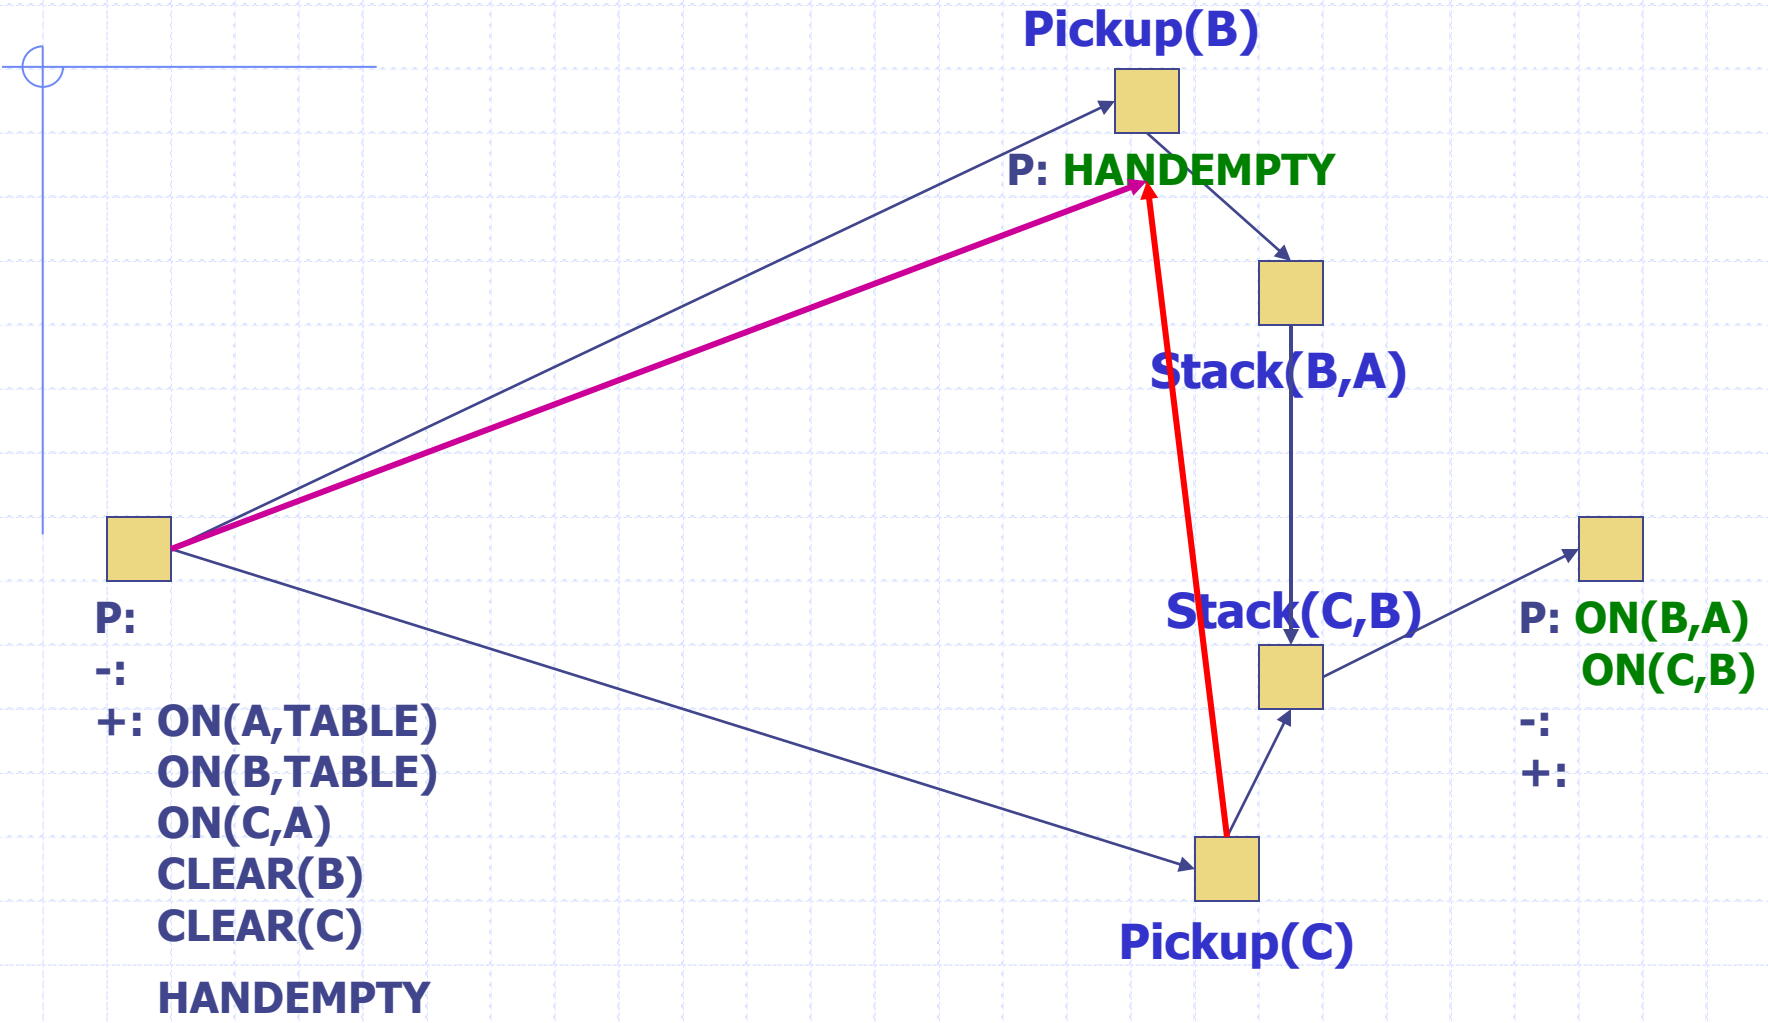 Pickup(B)
P: HANDEMPTY
Stack(B,A)
Stack(C,B)
P: ON(B,A)
ON(C,B)
-:
+:
P:
-:
+: ON(A,TABLE)
ON(B,TABLE)
ON(C,A)
CLEAR(B)
CLEAR(C)
HANDEMPTY
Pickup(C)